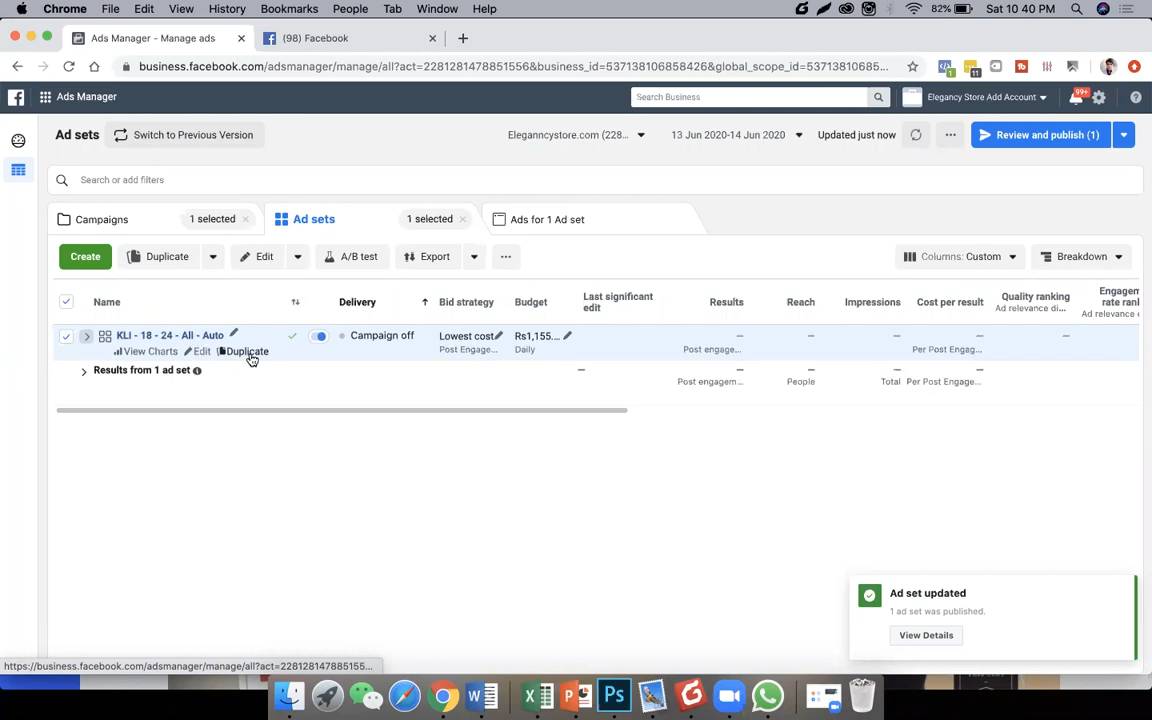 Chrome File Edit View History Bookmarks People Tab Window Help 82% Sat 10 40 PM
Ads Manager - Manage ads (98) Facebook
business.facebook.com/adsmanager/manage/all?act=2281281478851556&business_id=537138106858426&global_scope_id=53713810685... 1 11
Ads Manager Search Business Elegancy Store Add Account 99+
Ad sets Switch to Previous Version Eleganncystore.com (228... 13 Jun 2020-14 Jun 2020 Updated just now Review and publish (1)
Search or add filters
Campaigns 1 selected Ad sets 1 selected Ads for 1 Ad set
Create Duplicate Edit A/B test Export Columns: Custom Breakdown
Name Delivery Bid strategy Budget Last significant edit Results Reach Impressions Cost per result Quality ranking Engagem rate rank
Ad relevance di... Ad relevance d
KLI - 18 - 24 - All - Auto Campaign off Lowest cost Rs1,155... — — — — —
View Charts Edit Duplicate Post Engage... Daily Post engage... Per Post Engag...
Results from 1 ad set — — — — —
Post engagem... People Total Per Post Engage...
Ad set updated
1 ad set was published.
View Details
https://business.facebook.com/adsmanager/manage/all?act=228128147885155...
W X P Ps